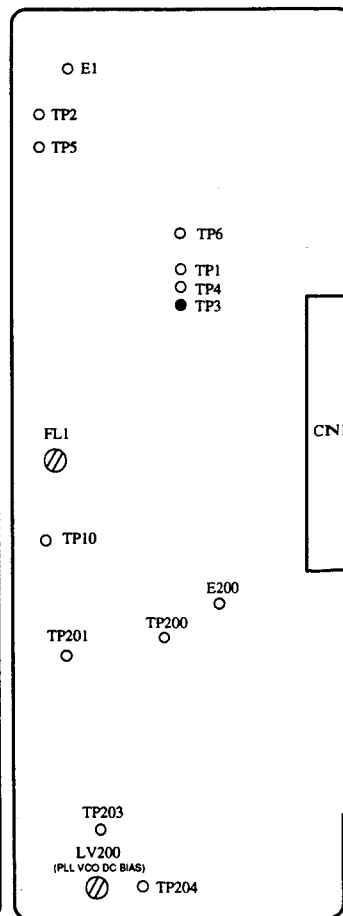 E1
TP2
TP5
TP6
TP1
TP4
TP3
FL1
CN
TP10
E200
TP200
TP201
TP203
LV200
(PLL VCO DC BIAS)
TP204